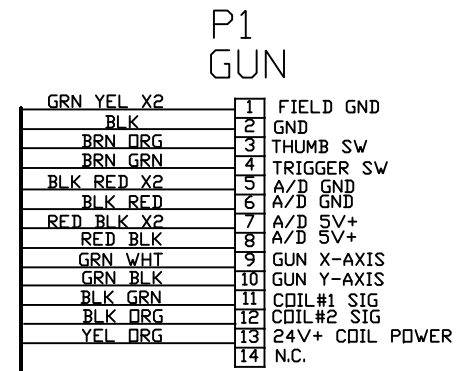 P1
GUN
GRN YEL X2 1 FIELD GND
BLK 2 GND
BRN ORG 3 THUMB SW
BRN GRN 4 TRIGGER SW
BLK RED X2 5 A/D GND
BLK RED 6 A/D GND
RED BLK X2 7 A/D 5V+
RED BLK 8 A/D 5V+
GRN WHT 9 GUN X-AXIS
GRN BLK 10 GUN Y-AXIS
BLK GRN 11 COIL#1 SIG
BLK ORG 12 COIL#2 SIG
YEL ORG 13 24V+ COIL POWER
14 N.C.